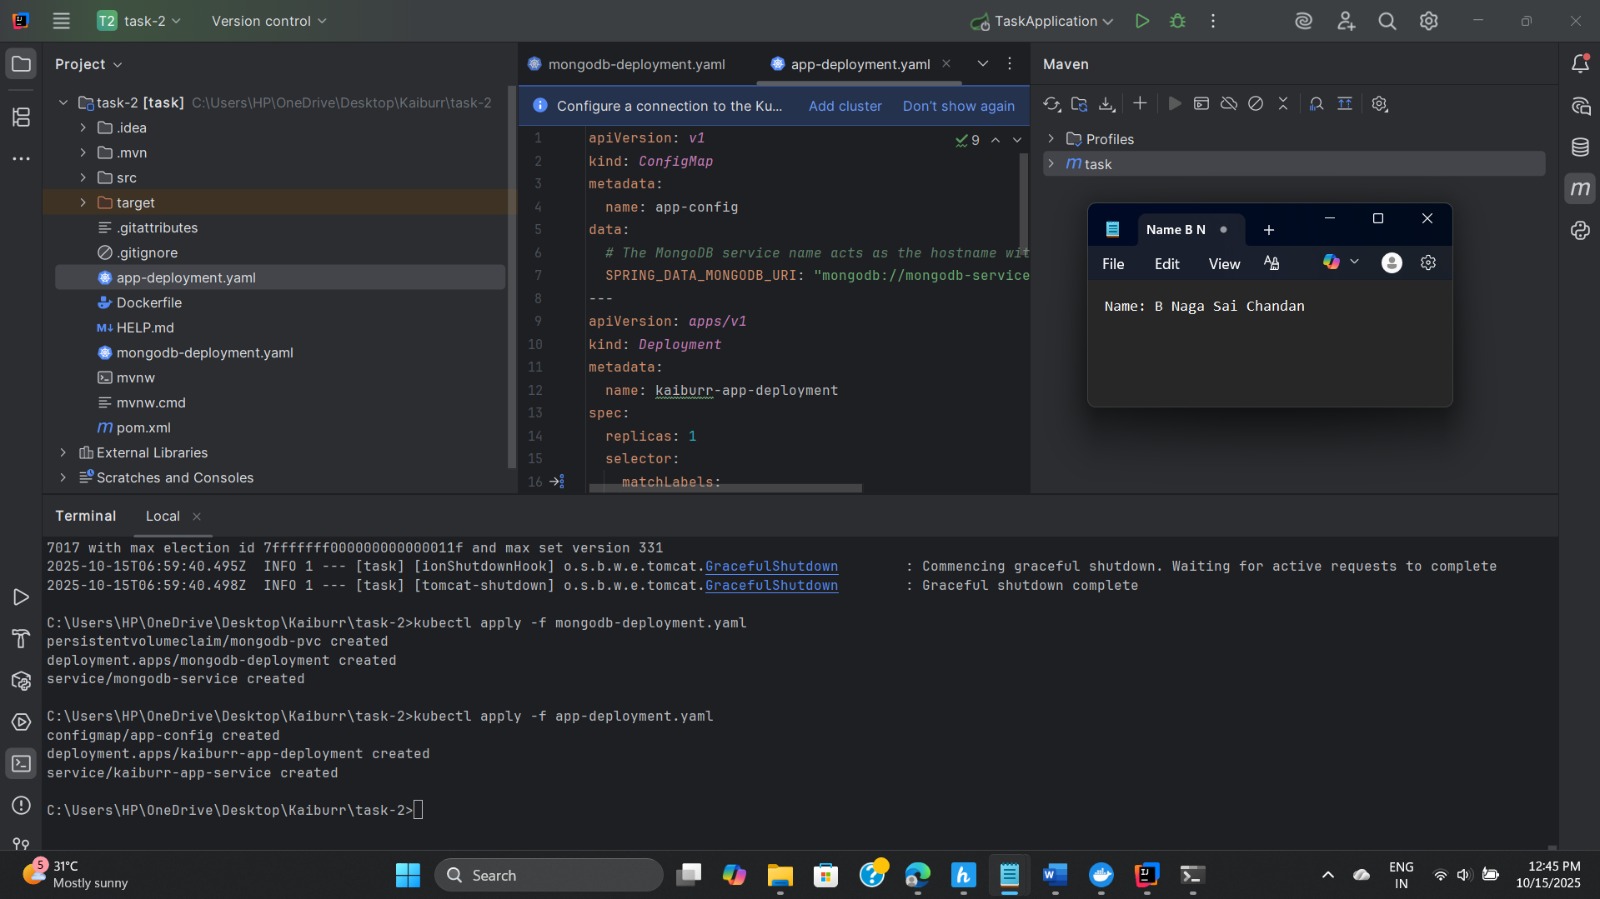 T2 task-2
Version control
TaskApplication
Project
task-2 [task] C:\Users\HP\OneDrive\Desktop\Kaiburr\task-2
.idea
.mvn
src
target
.gitattributes
.gitignore
app-deployment.yaml
Dockerfile
M↓ HELP.md
mongodb-deployment.yaml
mvnw
mvnw.cmd
m pom.xml
External Libraries
Scratches and Consoles
mongodb-deployment.yaml
app-deployment.yaml
Configure a connection to the Ku... Add cluster Don't show again
9
1 apiVersion: v1
2 kind: ConfigMap
3 metadata:
4 name: app-config
5 data:
6 # The MongoDB service name acts as the hostname wit
7 SPRING_DATA_MONGODB_URI: "mongodb://mongodb-service
8 ---
9 apiVersion: apps/v1
10 kind: Deployment
11 metadata:
12 name: kaiburr-app-deployment
13 spec:
14 replicas: 1
15 selector:
16 matchLabels:
Maven
Profiles
m task
Name B N
File Edit View
Name: B Naga Sai Chandan
Terminal Local
7017 with max election id 7fffffff000000000000011f and max set version 331
2025-10-15T06:59:40.495Z INFO 1 --- [task] [ionShutdownHook] o.s.b.w.e.tomcat.GracefulShutdown : Commencing graceful shutdown. Waiting for active requests to complete
2025-10-15T06:59:40.498Z INFO 1 --- [task] [tomcat-shutdown] o.s.b.w.e.tomcat.GracefulShutdown : Graceful shutdown complete
C:\Users\HP\OneDrive\Desktop\Kaiburr\task-2>kubectl apply -f mongodb-deployment.yaml
persistentvolumeclaim/mongodb-pvc created
deployment.apps/mongodb-deployment created
service/mongodb-service created
C:\Users\HP\OneDrive\Desktop\Kaiburr\task-2>kubectl apply -f app-deployment.yaml
configmap/app-config created
deployment.apps/kaiburr-app-deployment created
service/kaiburr-app-service created
C:\Users\HP\OneDrive\Desktop\Kaiburr\task-2>
5
31°C
Mostly sunny
Search
ENG
IN
12:45 PM
10/15/2025